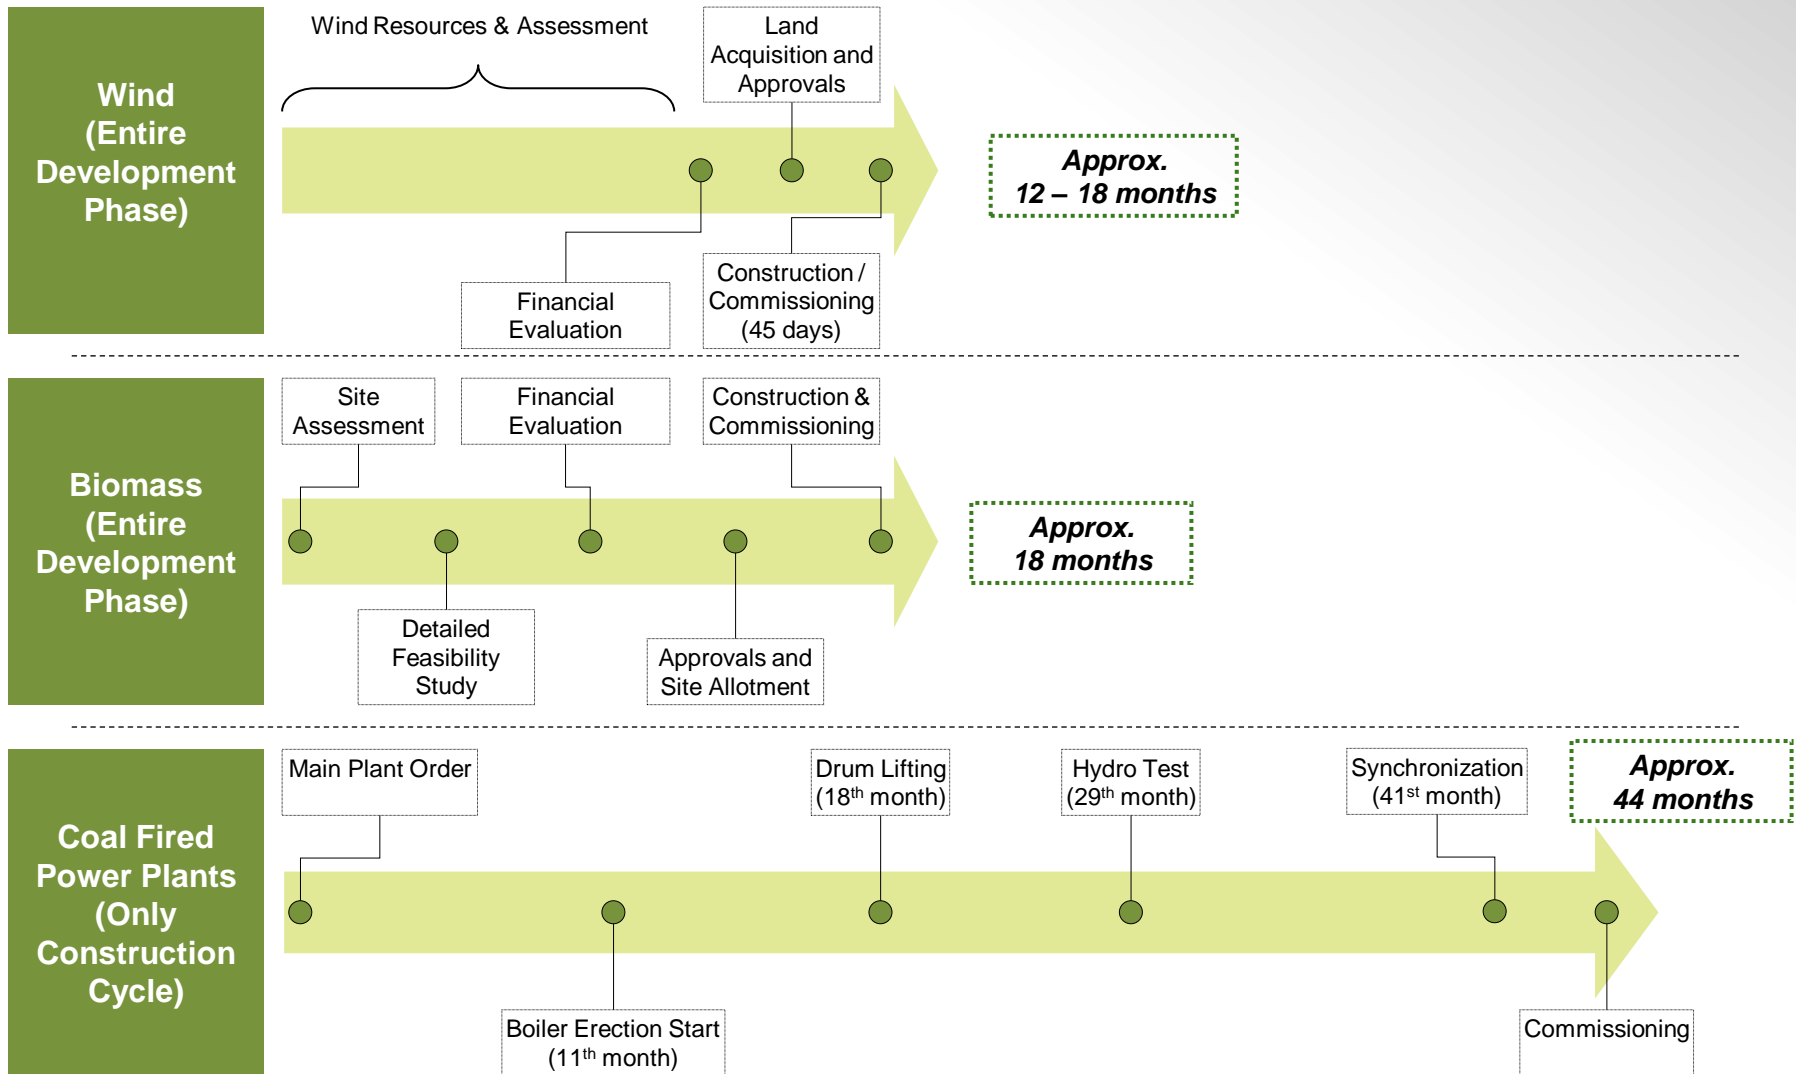 Wind
(Entire
Development
Phase)
Wind Resources & Assessment
Land
Acquisition and
Approvals
Financial
Evaluation
Construction /
Commissioning
(45 days)
Approx.
12 – 18 months
Biomass
(Entire
Development
Phase)
Site
Assessment
Financial
Evaluation
Construction &
Commissioning
Detailed
Feasibility
Study
Approvals and
Site Allotment
Approx.
18 months
Coal Fired
Power Plants
(Only
Construction
Cycle)
Main Plant Order
Drum Lifting
(18th month)
Hydro Test
(29th month)
Synchronization
(41st month)
Approx.
44 months
Boiler Erection Start
(11th month)
Commissioning